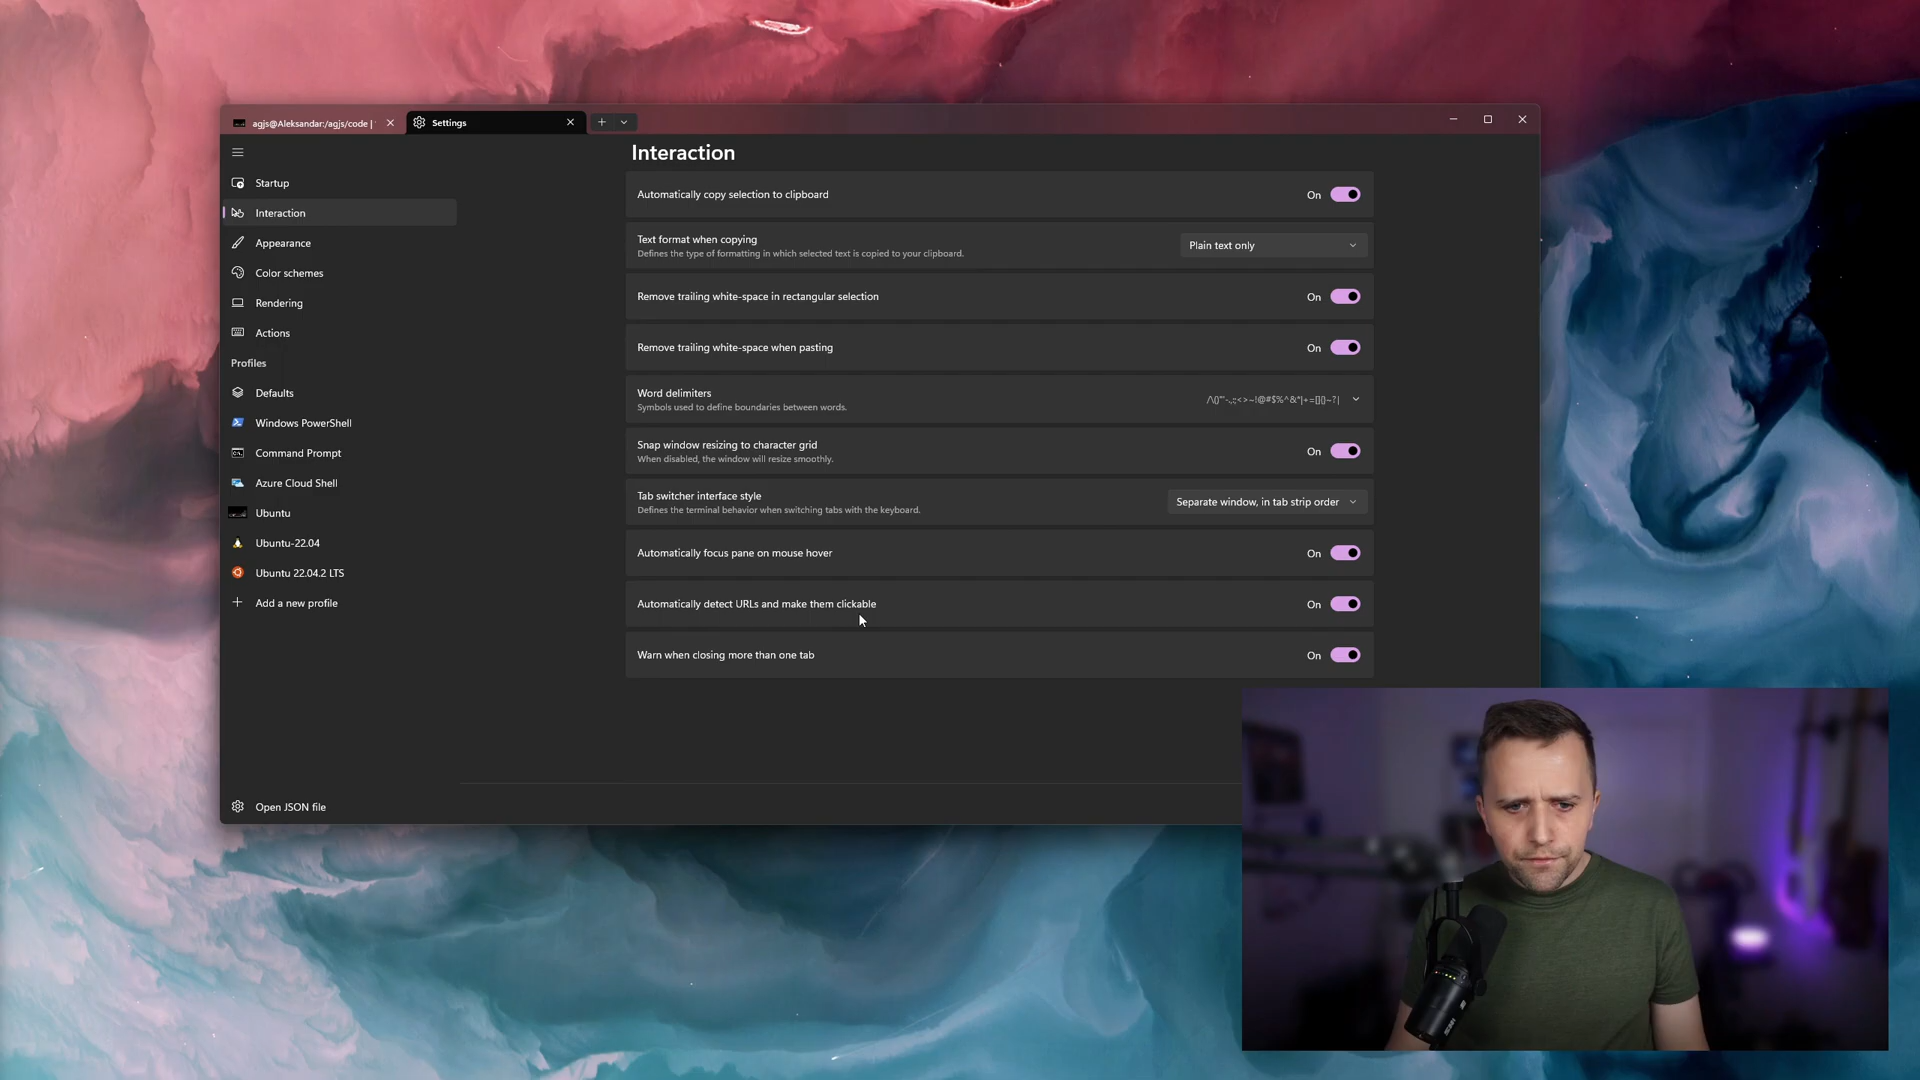 agjs@Aleksandar:/agjs/code |
Settings
Interaction
Startup
Interaction
Appearance
Color schemes
Rendering
Actions
Profiles
Defaults
Windows PowerShell
Command Prompt
Azure Cloud Shell
Ubuntu
Ubuntu-22.04
Ubuntu 22.04.2 LTS
Add a new profile
Open JSON file
Automatically copy selection to clipboard
On
Text format when copying
Defines the type of formatting in which selected text is copied to your clipboard.
Plain text only
Remove trailing white-space in rectangular selection
On
Remove trailing white-space when pasting
On
Word delimiters
Symbols used to define boundaries between words.
Snap window resizing to character grid
When disabled, the window will resize smoothly.
On
Tab switcher interface style
Defines the terminal behavior when switching tabs with the keyboard.
Separate window, in tab strip order
Automatically focus pane on mouse hover
On
Automatically detect URLs and make them clickable
On
Warn when closing more than one tab
On